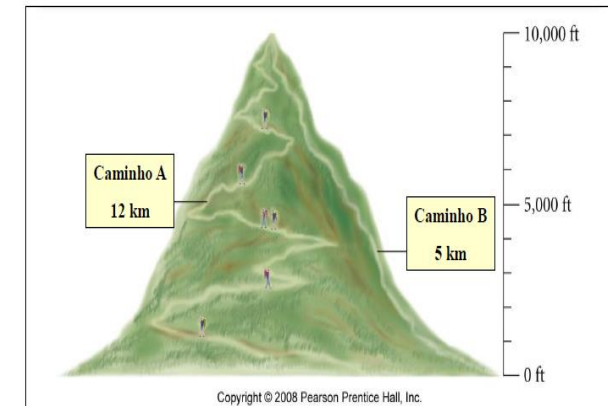 10,000 ft
Caminho A
12 km
5,000 ft
Caminho B
5 km
0 ft
Copyright © 2008 Pearson Prentice Hall, Inc.